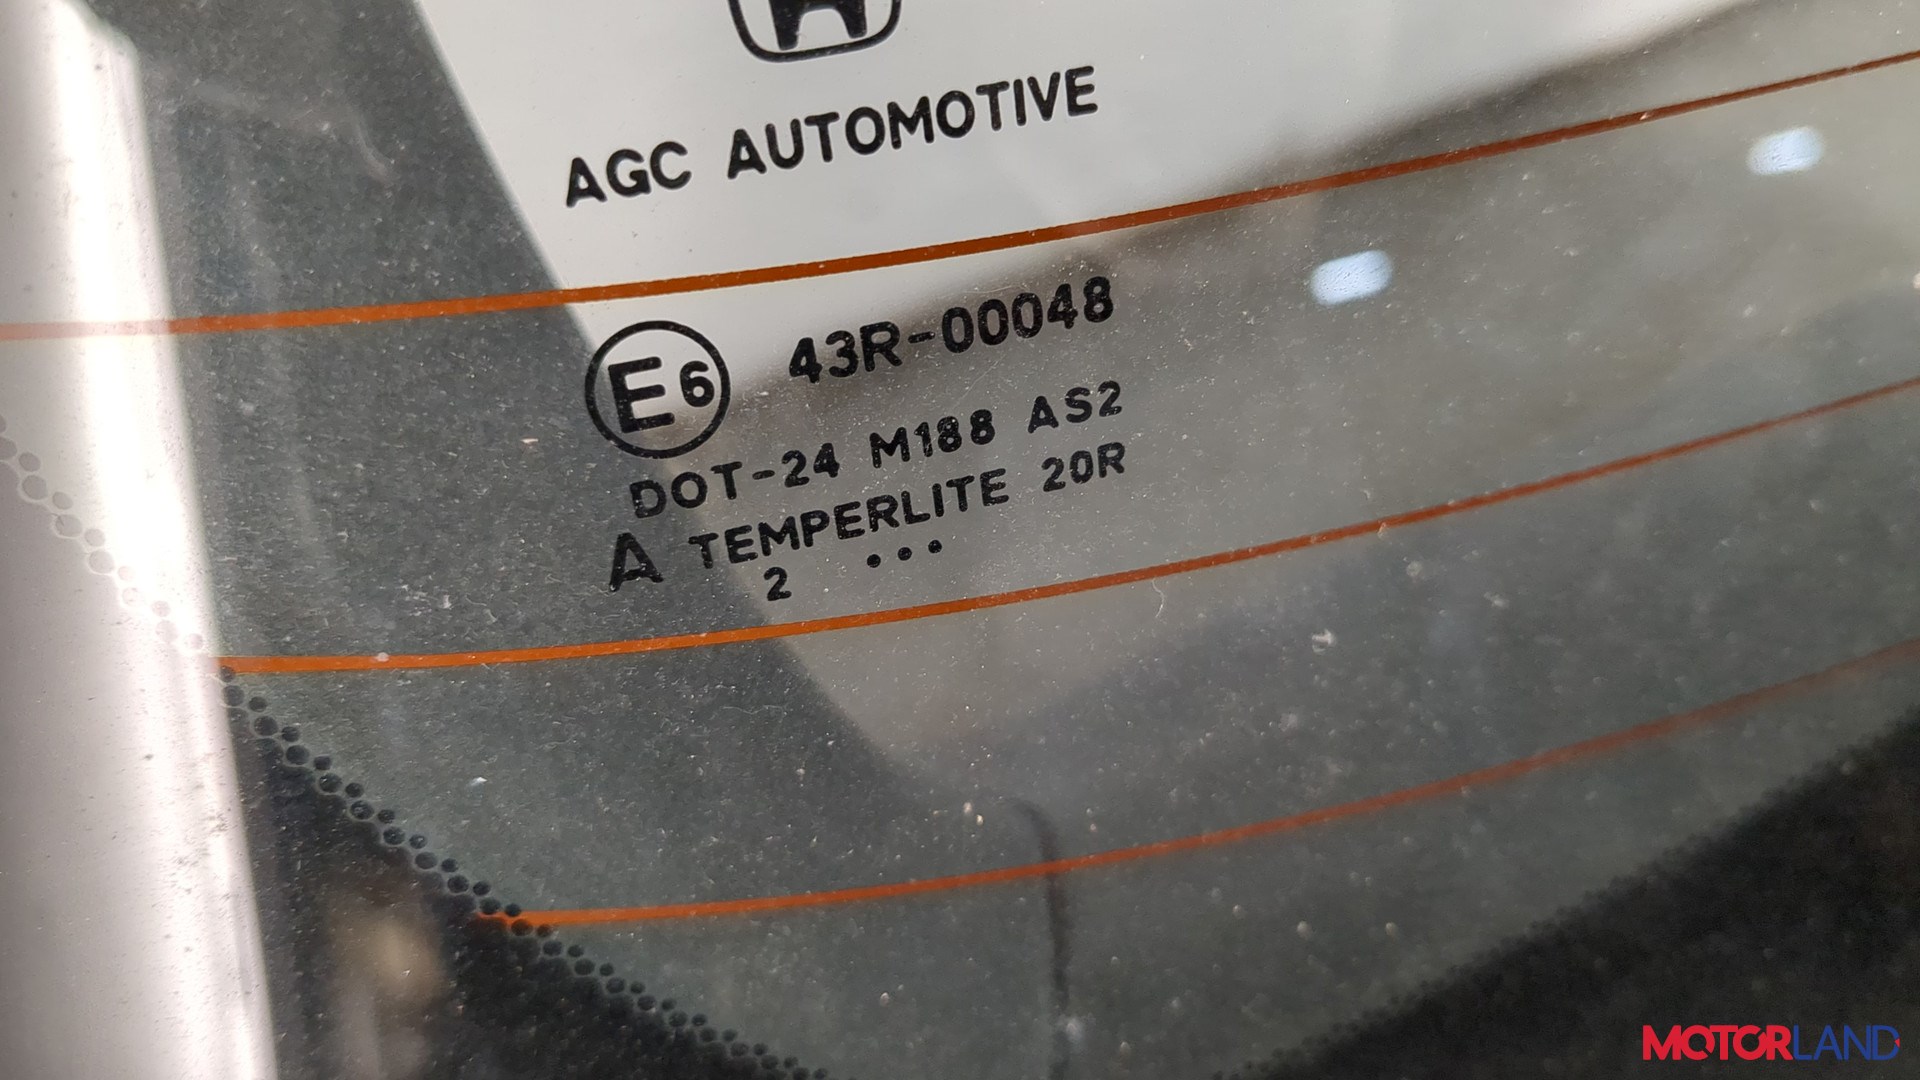 AGC AUTOMOTIVE
E6 43R-00048
DOT-24 M188 AS2
A TEMPERLITE 20R
2 •••
MOTORLAND